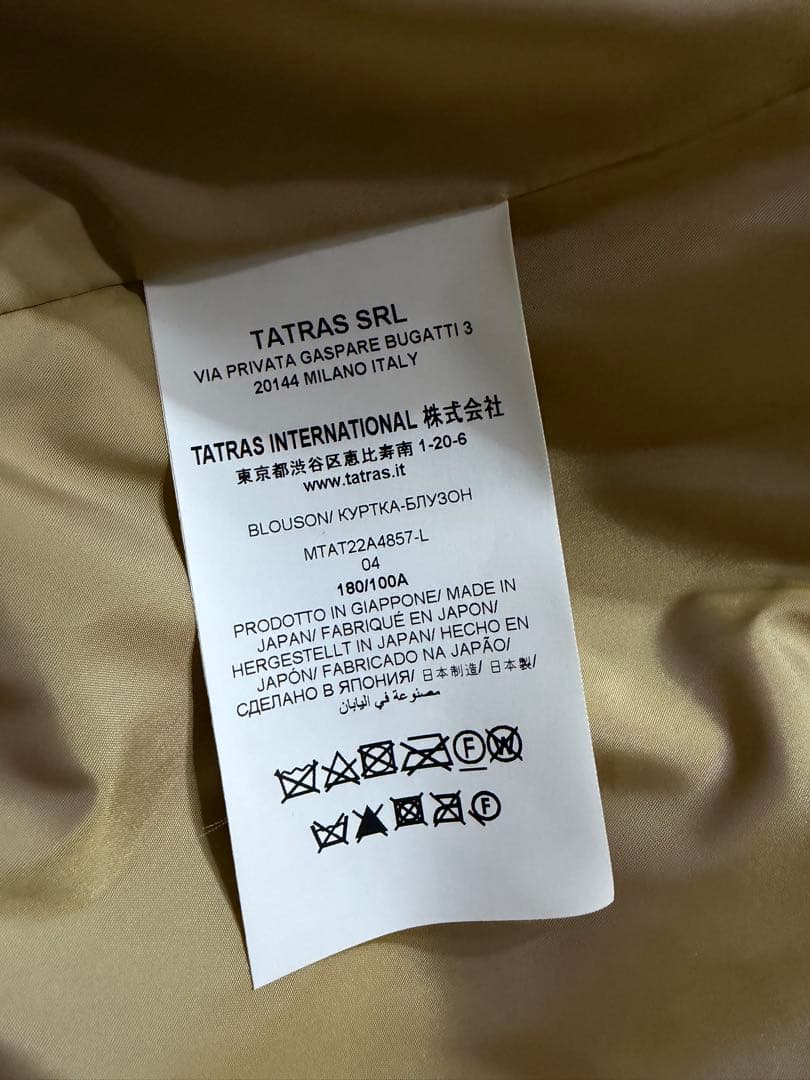 TATRAS SRL
VIA PRIVATA GASPARE BUGATTI 3
20144 MILANO ITALY
TATRAS INTERNATIONAL 株式会社
東京都渋谷区恵比寿南 1-20-6
www.tatras.it
BLOUSON/ КУРТКА-БЛУЗОН
MTAT22A4857-L
04
180/100A
PRODOTTO IN GIAPPONE/ MADE IN
JAPAN/ FABRIQUÉ EN JAPON/
HERGESTELLT IN JAPAN/ HECHO EN
JAPÓN/ FABRICADO NA JAPÃO/
СДЕЛАНО В ЯПОНИЯ/ 日本制造/ 日本製/
مصنوعة في اليابان
F W
F